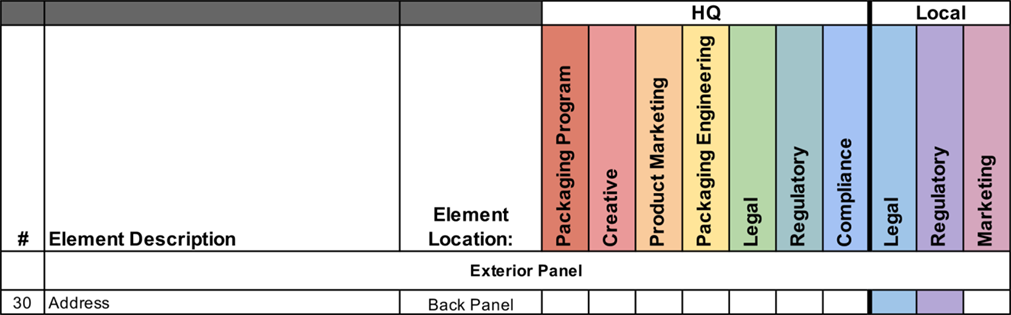 HQ
Local
#
Element Description
Element
Location:
Packaging Program
Creative
Product Marketing
Packaging Engineering
Legal
Regulatory
Compliance
Legal
Regulatory
Marketing
Exterior Panel
30
Address
Back Panel